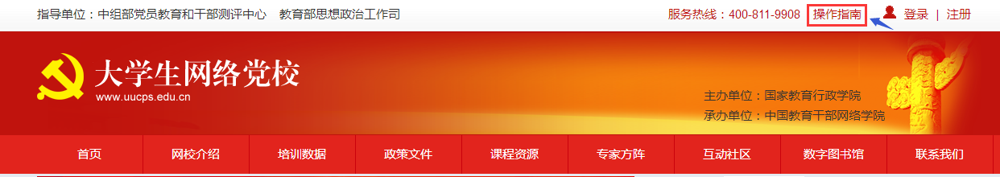 指导单位：中组部党员教育和干部测评中心 教育部思想政治工作司
服务热线：400-811-9908 操作指南 登录 | 注册
大学生网络党校
www.uucps.edu.cn
主办单位：国家教育行政学院
承办单位：中国教育干部网络学院
首页 网校介绍 培训数据 政策文件 课程资源 专家方阵 互动社区 数字图书馆 联系我们